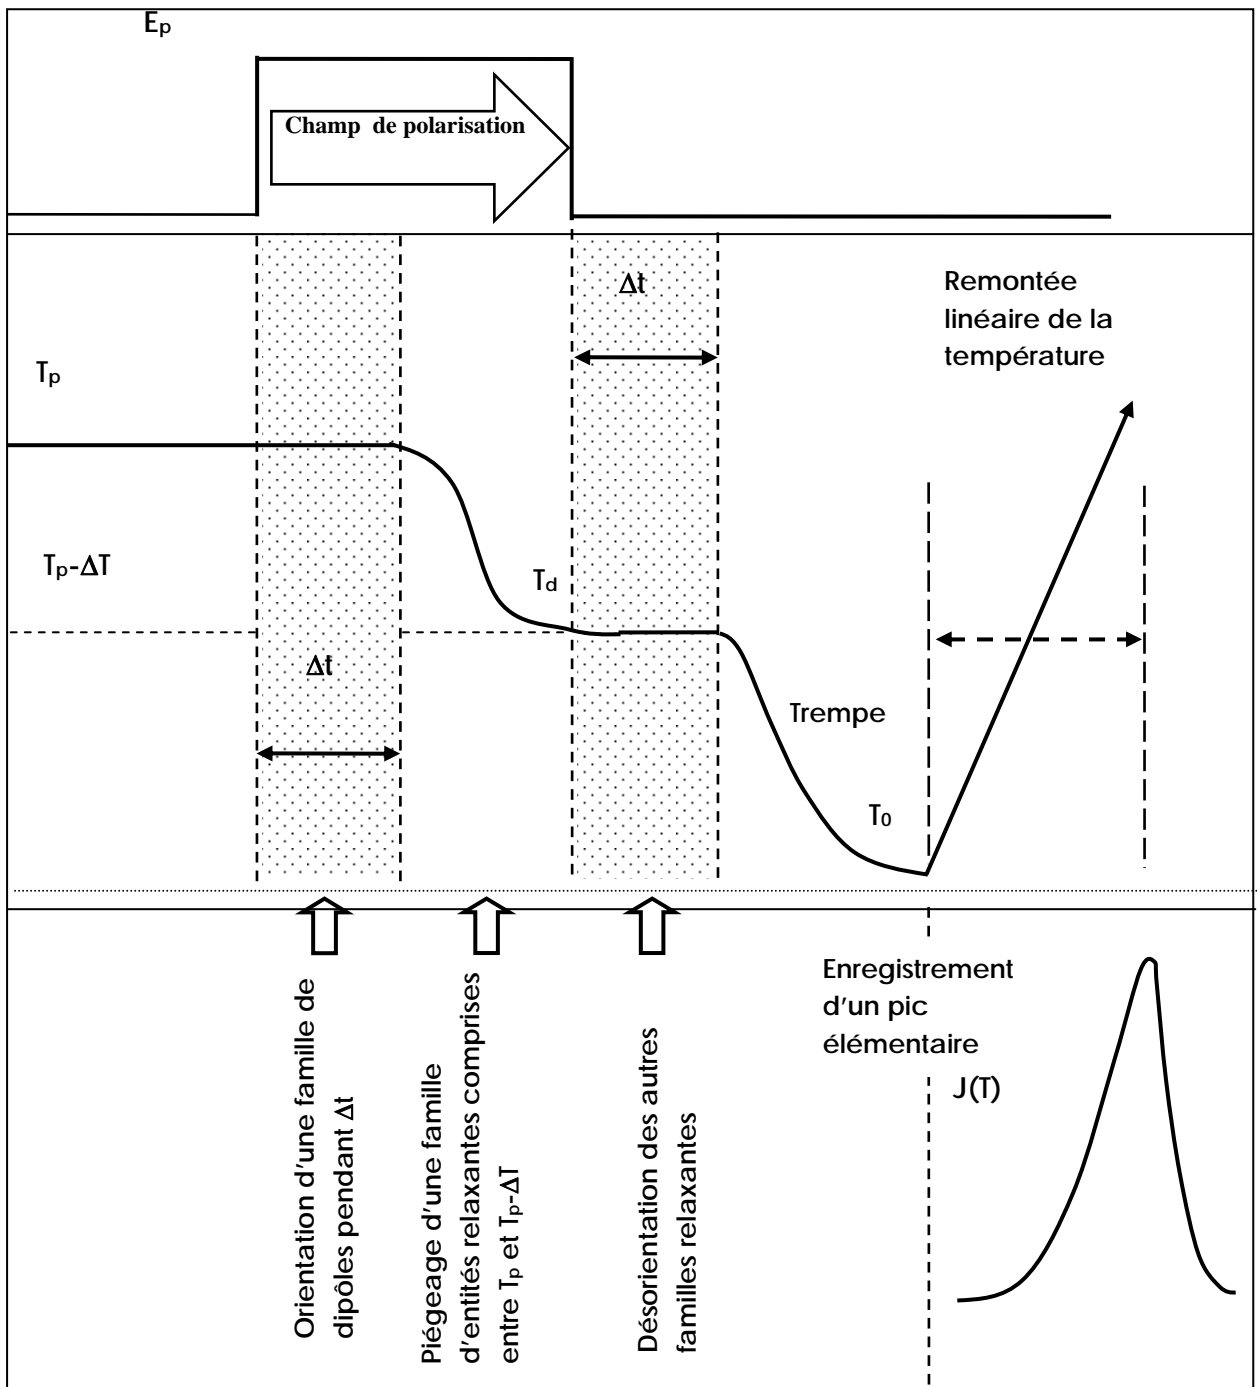 Ep
Champ de polarisation
Δt
Remontée
linéaire de la
température
Tp
Tp-ΔT
Td
Δt
Trempe
T0
Orientation d'une famille de
dipôles pendant Δt
Piégeage d'une famille
d'entités relaxantes comprises
entre Tp et Tp-ΔT
Désorientation des autres
familles relaxantes
Enregistrement
d'un pic
élémentaire
J(T)